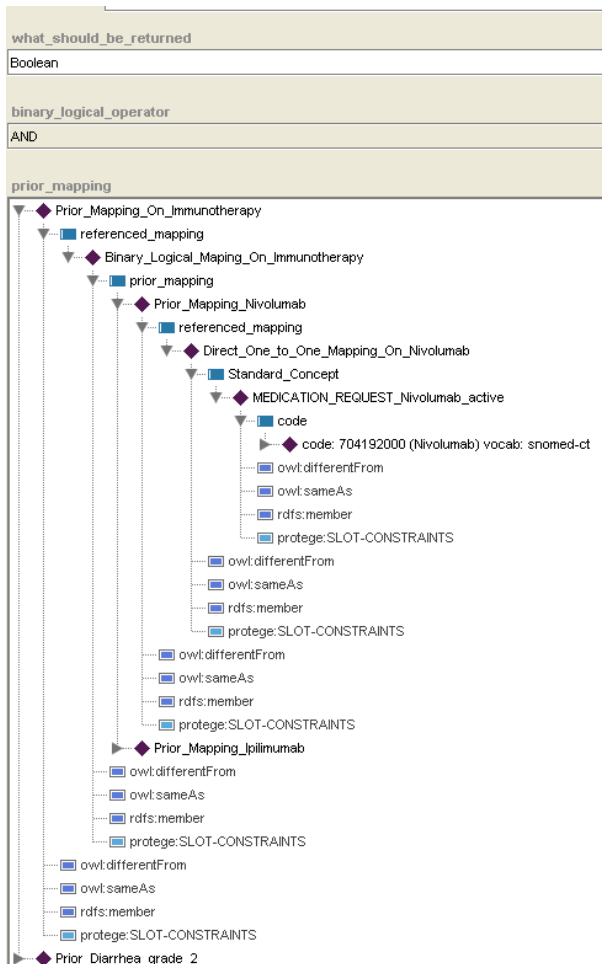 what_should_be_returned
Boolean
binary_logical_operator
AND
prior_mapping
Prior_Mapping_On_Immunotherapy
referenced_mapping
Binary_Logical_Maping_On_Immunotherapy
prior_mapping
Prior_Mapping_Nivolumab
referenced_mapping
Direct_One_to_One_Mapping_On_Nivolumab
Standard_Concept
MEDICATION_REQUEST_Nivolumab_active
code
code: 704192000 (Nivolumab) vocab: snomed-ct
owl:differentFrom
owl:sameAs
rdfs:member
protege:SLOT-CONSTRAINTS
owl:differentFrom
owl:sameAs
rdfs:member
protege:SLOT-CONSTRAINTS
owl:differentFrom
owl:sameAs
rdfs:member
protege:SLOT-CONSTRAINTS
Prior_Mapping_Ipilimumab
owl:differentFrom
owl:sameAs
rdfs:member
protege:SLOT-CONSTRAINTS
owl:differentFrom
owl:sameAs
rdfs:member
protege:SLOT-CONSTRAINTS
Prior_Diarrhea_grade_2